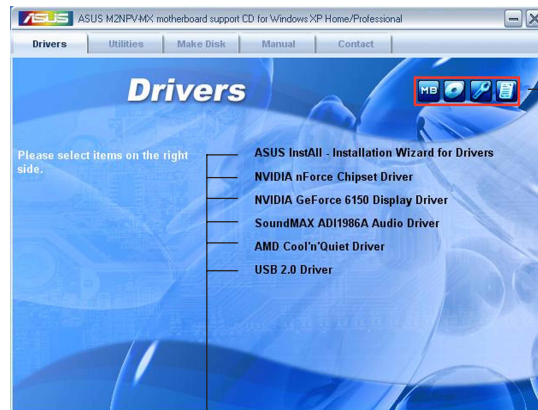 ASUS ASUS M2NPV-MX motherboard support CD for Windows XP Home/Professional
Drivers Utilities Make Disk Manual Contact
Drivers
MB
Please select items on the right
side.
ASUS InstAll - Installation Wizard for Drivers
NVIDIA nForce Chipset Driver
NVIDIA GeForce 6150 Display Driver
SoundMAX ADI1986A Audio Driver
AMD Cool'n'Quiet Driver
USB 2.0 Driver